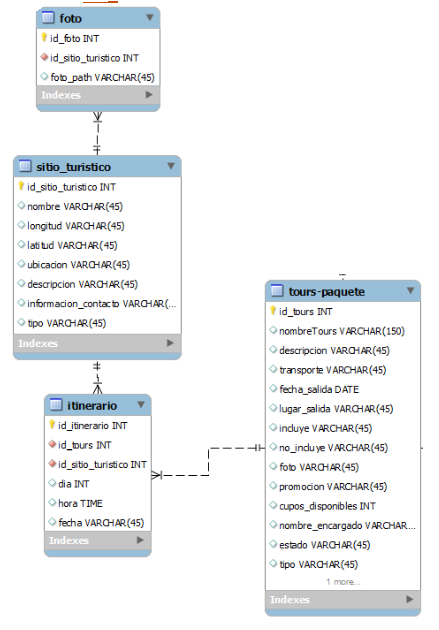 foto
id_foto INT
id_sitio_turistico INT
foto_path VARCHAR(45)
Indexes
sitio_turistico
id_sitio_turistico INT
nombre VARCHAR(45)
longitud VARCHAR(45)
latitud VARCHAR(45)
ubicacion VARCHAR(45)
descripcion VARCHAR(45)
informacion_contacto VARCHAR(...
tipo VARCHAR(45)
Indexes
itinerario
id_itinerario INT
id_tours INT
id_sitio_turistico INT
dia INT
hora TIME
fecha VARCHAR(45)
Indexes
tours-paquete
id_tours INT
nombreTours VARCHAR(150)
descripcion VARCHAR(45)
transporte VARCHAR(45)
fecha_salida DATE
lugar_salida VARCHAR(45)
incluye VARCHAR(45)
no_incluye VARCHAR(45)
foto VARCHAR(45)
promocion VARCHAR(45)
cupos_disponibles INT
nombre_encargado VARCHAR...
estado VARCHAR(45)
tipo VARCHAR(45)
1 more...
Indexes